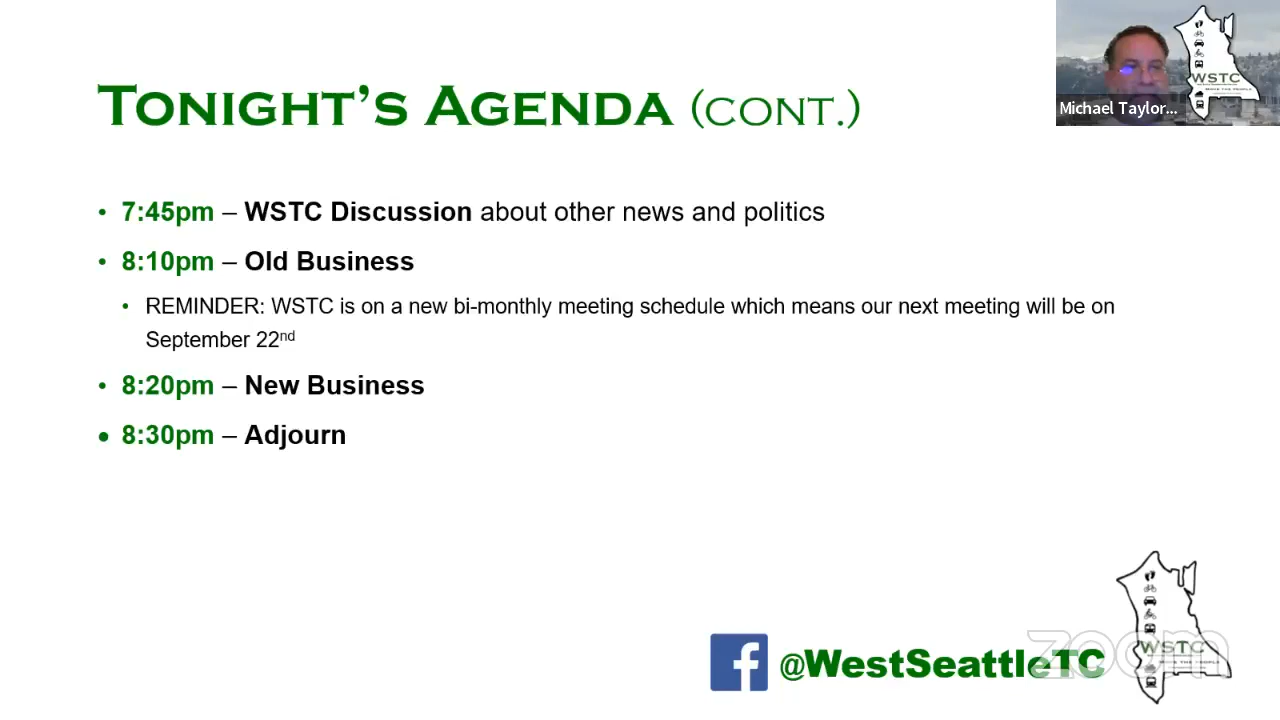 TONIGHT'S AGENDA (CONT.)
WSTC
Michael Taylor...
• 7:45pm – WSTC Discussion about other news and politics
• 8:10pm – Old Business
• REMINDER: WSTC is on a new bi-monthly meeting schedule which means our next meeting will be on
September 22nd
• 8:20pm – New Business
• 8:30pm – Adjourn
@WestSeattleTC
zoom
WSTC